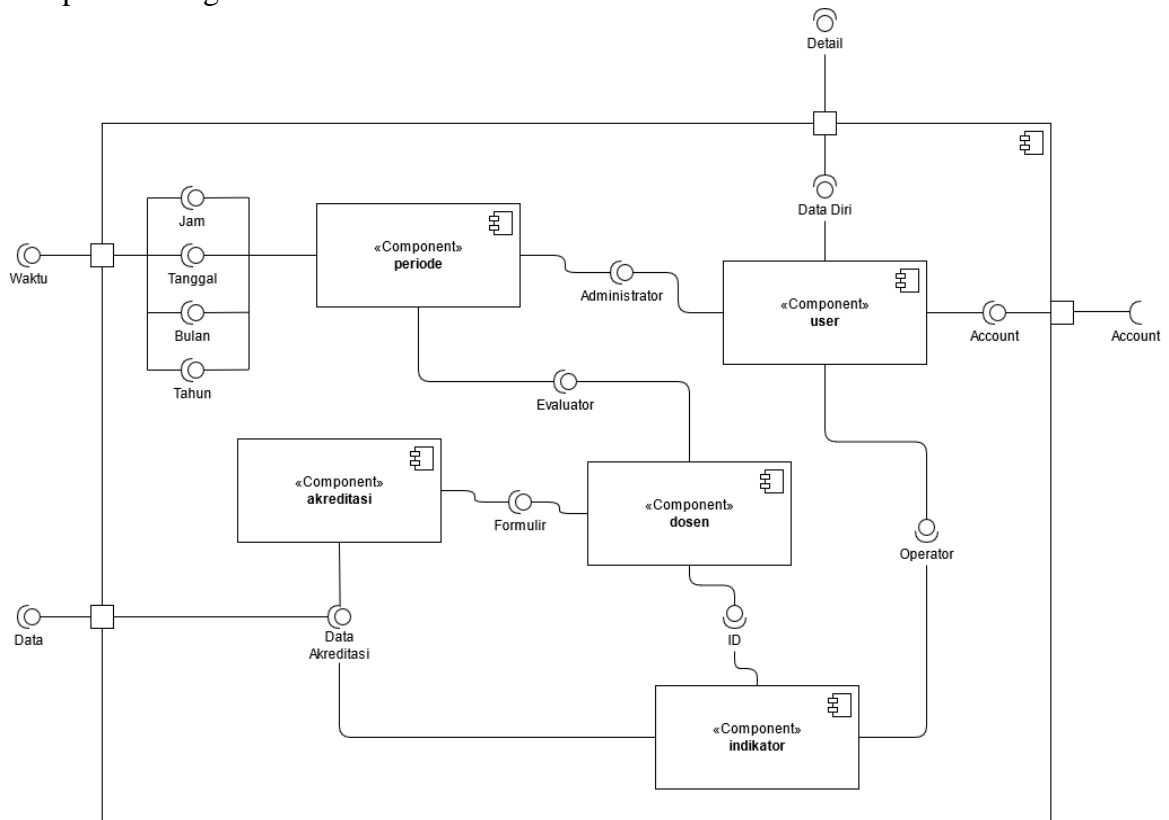 Detail
Data Diri
Jam
«Component»
periode
Waktu
Tanggal
Administrator
«Component»
user
Bulan
Account
Account
Tahun
Evaluator
«Component»
akreditasi
«Component»
dosen
Formulir
Operator
Data
Data
Akreditasi
ID
«Component»
indikator